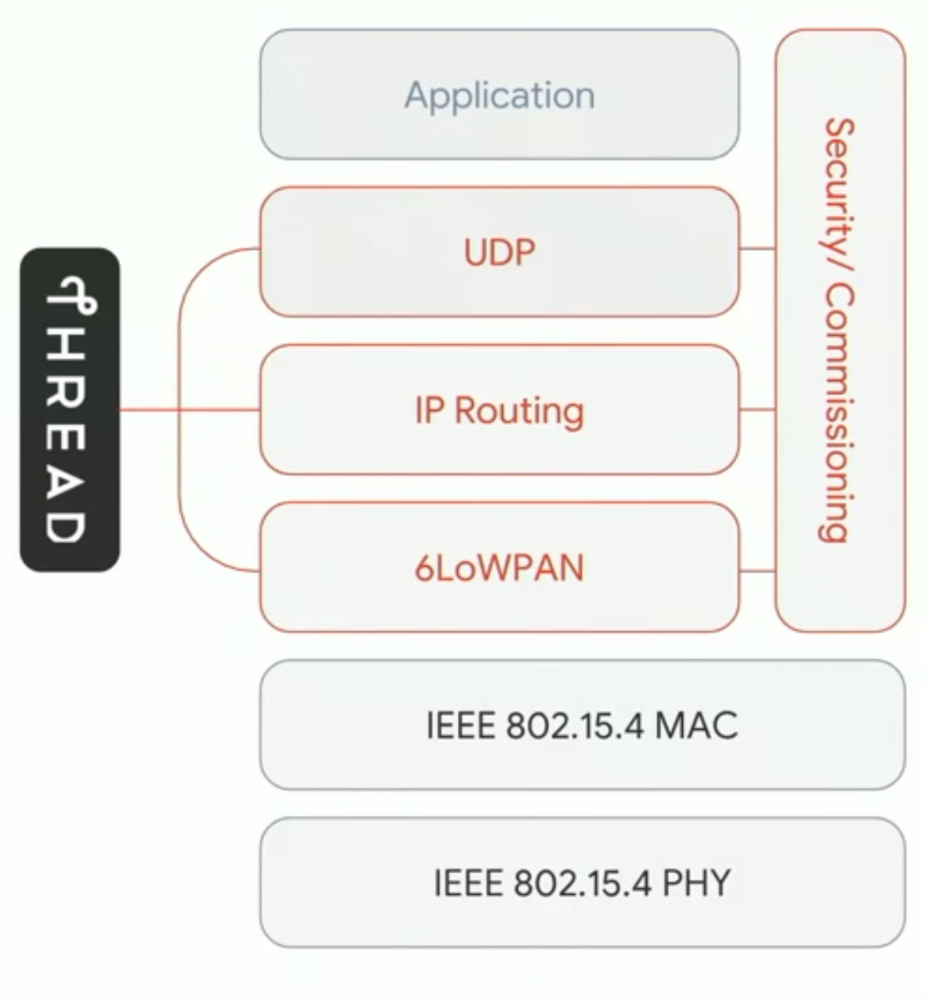 Application
UDP
IP Routing
6LoWPAN
IEEE 802.15.4 MAC
IEEE 802.15.4 PHY
THREAD
Security/ Commissioning